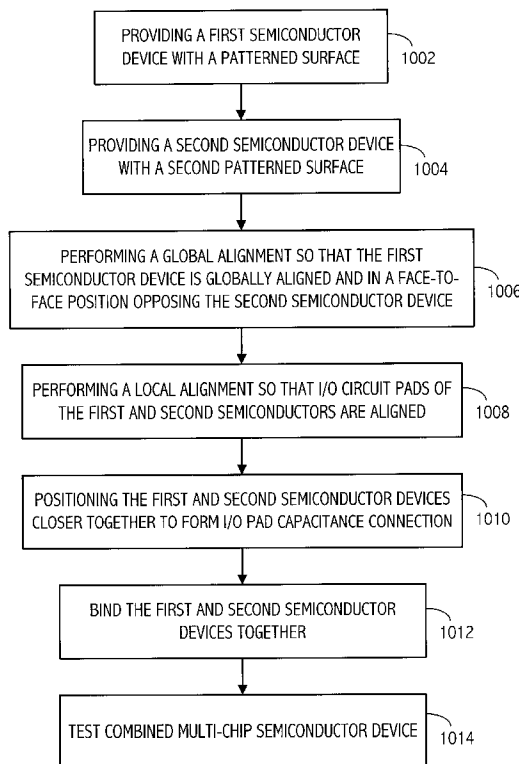 PROVIDING A FIRST SEMICONDUCTOR
DEVICE WITH A PATTERNED SURFACE
1002
PROVIDING A SECOND SEMICONDUCTOR DEVICE
WITH A SECOND PATTERNED SURFACE
1004
PERFORMING A GLOBAL ALIGNMENT SO THAT THE FIRST
SEMICONDUCTOR DEVICE IS GLOBALLY ALIGNED AND IN A FACE-TO-
FACE POSITION OPPOSING THE SECOND SEMICONDUCTOR DEVICE
1006
PERFORMING A LOCAL ALIGNMENT SO THAT I/O CIRCUIT PADS OF
THE FIRST AND SECOND SEMICONDUCTORS ARE ALIGNED
1008
POSITIONING THE FIRST AND SECOND SEMICONDUCTOR DEVICES
CLOSER TOGETHER TO FORM I/O PAD CAPACITANCE CONNECTION
1010
BIND THE FIRST AND SECOND SEMICONDUCTOR
DEVICES TOGETHER
1012
TEST COMBINED MULTI-CHIP SEMICONDUCTOR DEVICE
1014